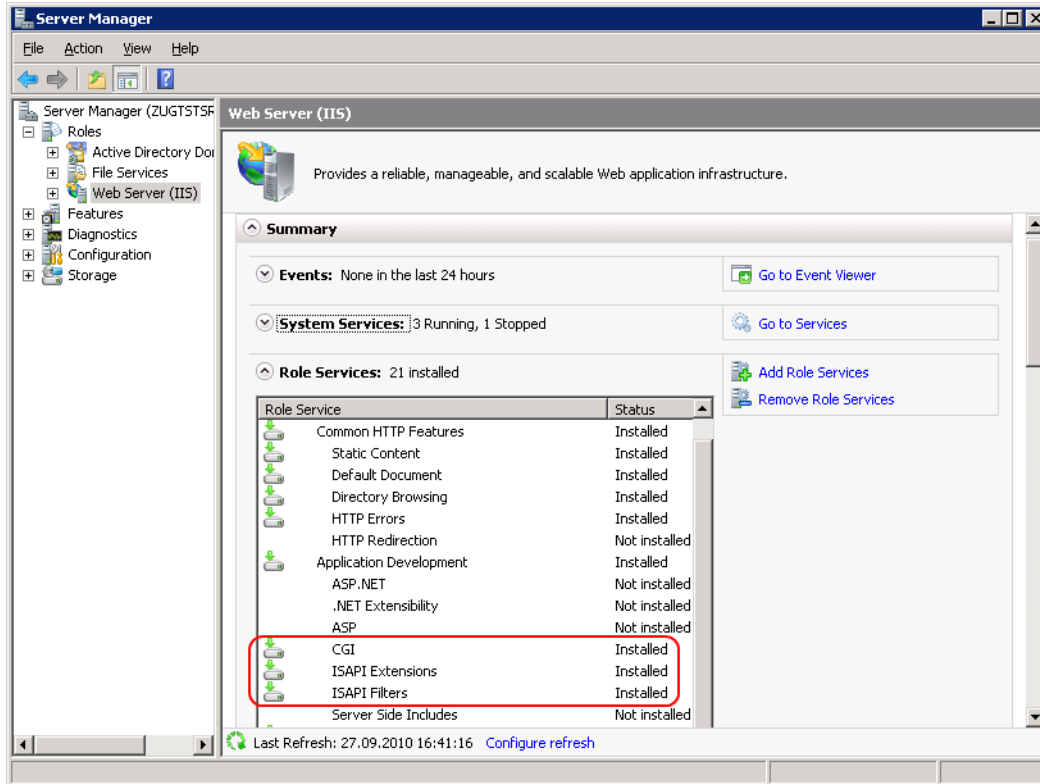 Server Manager
File Action View Help
Server Manager (ZUGTSTSR
Roles
Active Directory Do
File Services
Web Server (IIS)
Features
Diagnostics
Configuration
Storage
Web Server (IIS)
Provides a reliable, manageable, and scalable Web application infrastructure.
Summary
Events: None in the last 24 hours
Go to Event Viewer
System Services: 3 Running, 1 Stopped
Go to Services
Role Services: 21 installed
Add Role Services
Remove Role Services
Role Service Status
Common HTTP Features Installed
Static Content Installed
Default Document Installed
Directory Browsing Installed
HTTP Errors Installed
HTTP Redirection Not installed
Application Development Installed
ASP.NET Not installed
.NET Extensibility Not installed
ASP Not installed
CGI Installed
ISAPI Extensions Installed
ISAPI Filters Installed
Server Side Includes Not installed
Last Refresh: 27.09.2010 16:41:16 Configure refresh